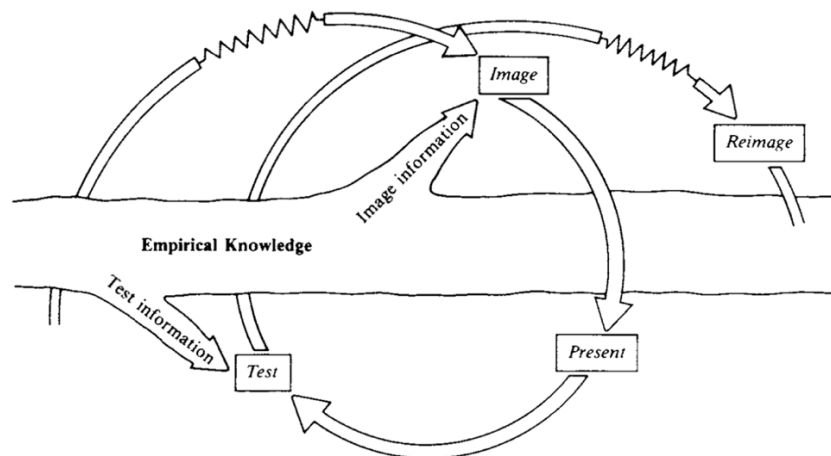 Image
Reimage
Image information
Empirical Knowledge
Test information
Present
Test